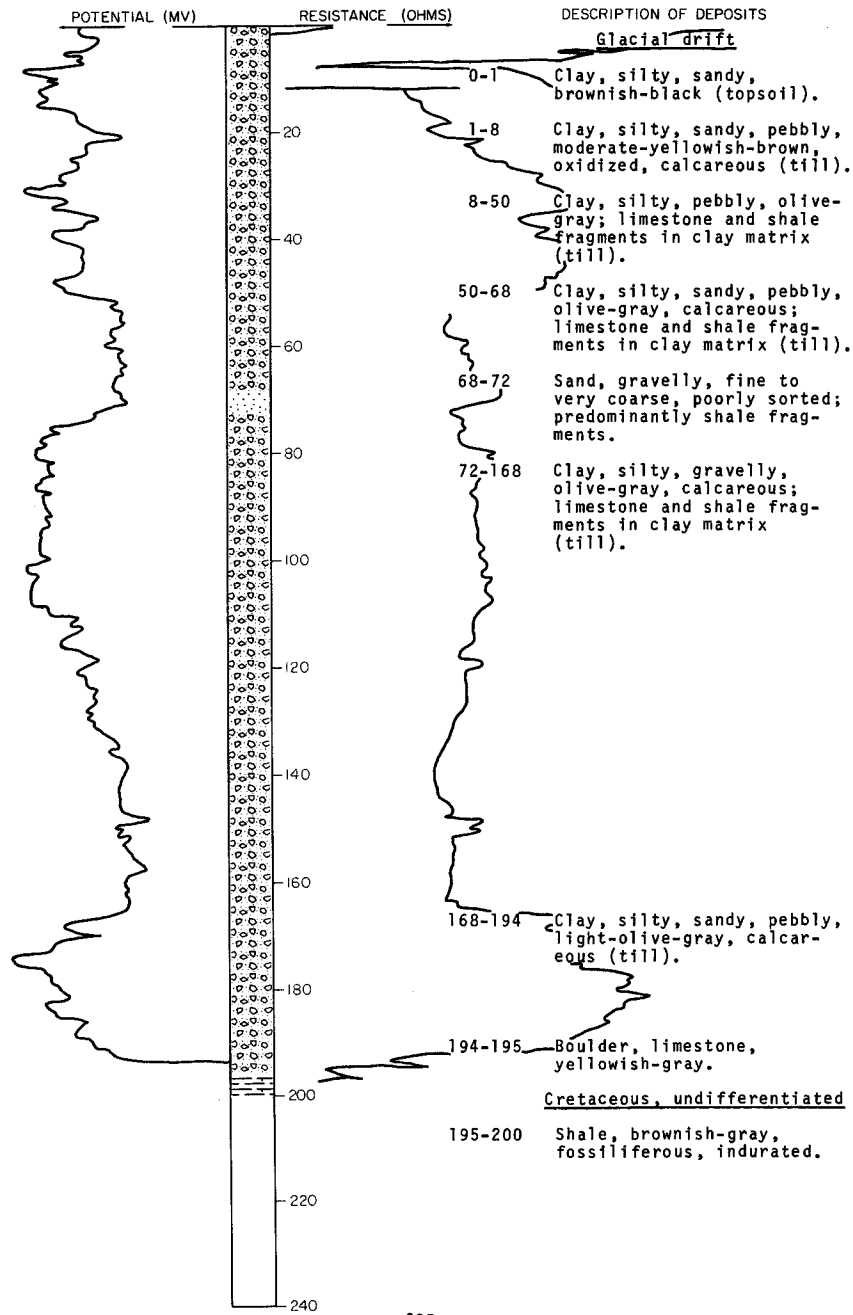 POTENTIAL (MV) RESISTANCE (OHMS) DESCRIPTION OF DEPOSITS
Glacial drift
0-1 Clay, silty, sandy,
brownish-black (topsoil).
20
1-8 Clay, silty, sandy, pebbly,
moderate-yellowish-brown,
oxidized, calcareous (till).
8-50 Clay, silty, pebbly, olive-
gray; limestone and shale
fragments in clay matrix
(till).
40
50-68 Clay, silty, sandy, pebbly,
olive-gray, calcareous;
limestone and shale frag-
ments in clay matrix (till).
60
68-72 Sand, gravelly, fine to
very coarse, poorly sorted;
predominantly shale frag-
ments.
80
72-168 Clay, silty, gravelly,
olive-gray, calcareous;
limestone and shale frag-
ments in clay matrix
(till).
100
120
140
160
168-194 Clay, silty, sandy, pebbly,
light-olive-gray, calcar-
eous (till).
180
194-195 Boulder, limestone,
yellowish-gray.
200
Cretaceous, undifferentiated
195-200 Shale, brownish-gray,
fossiliferous, indurated.
220
240